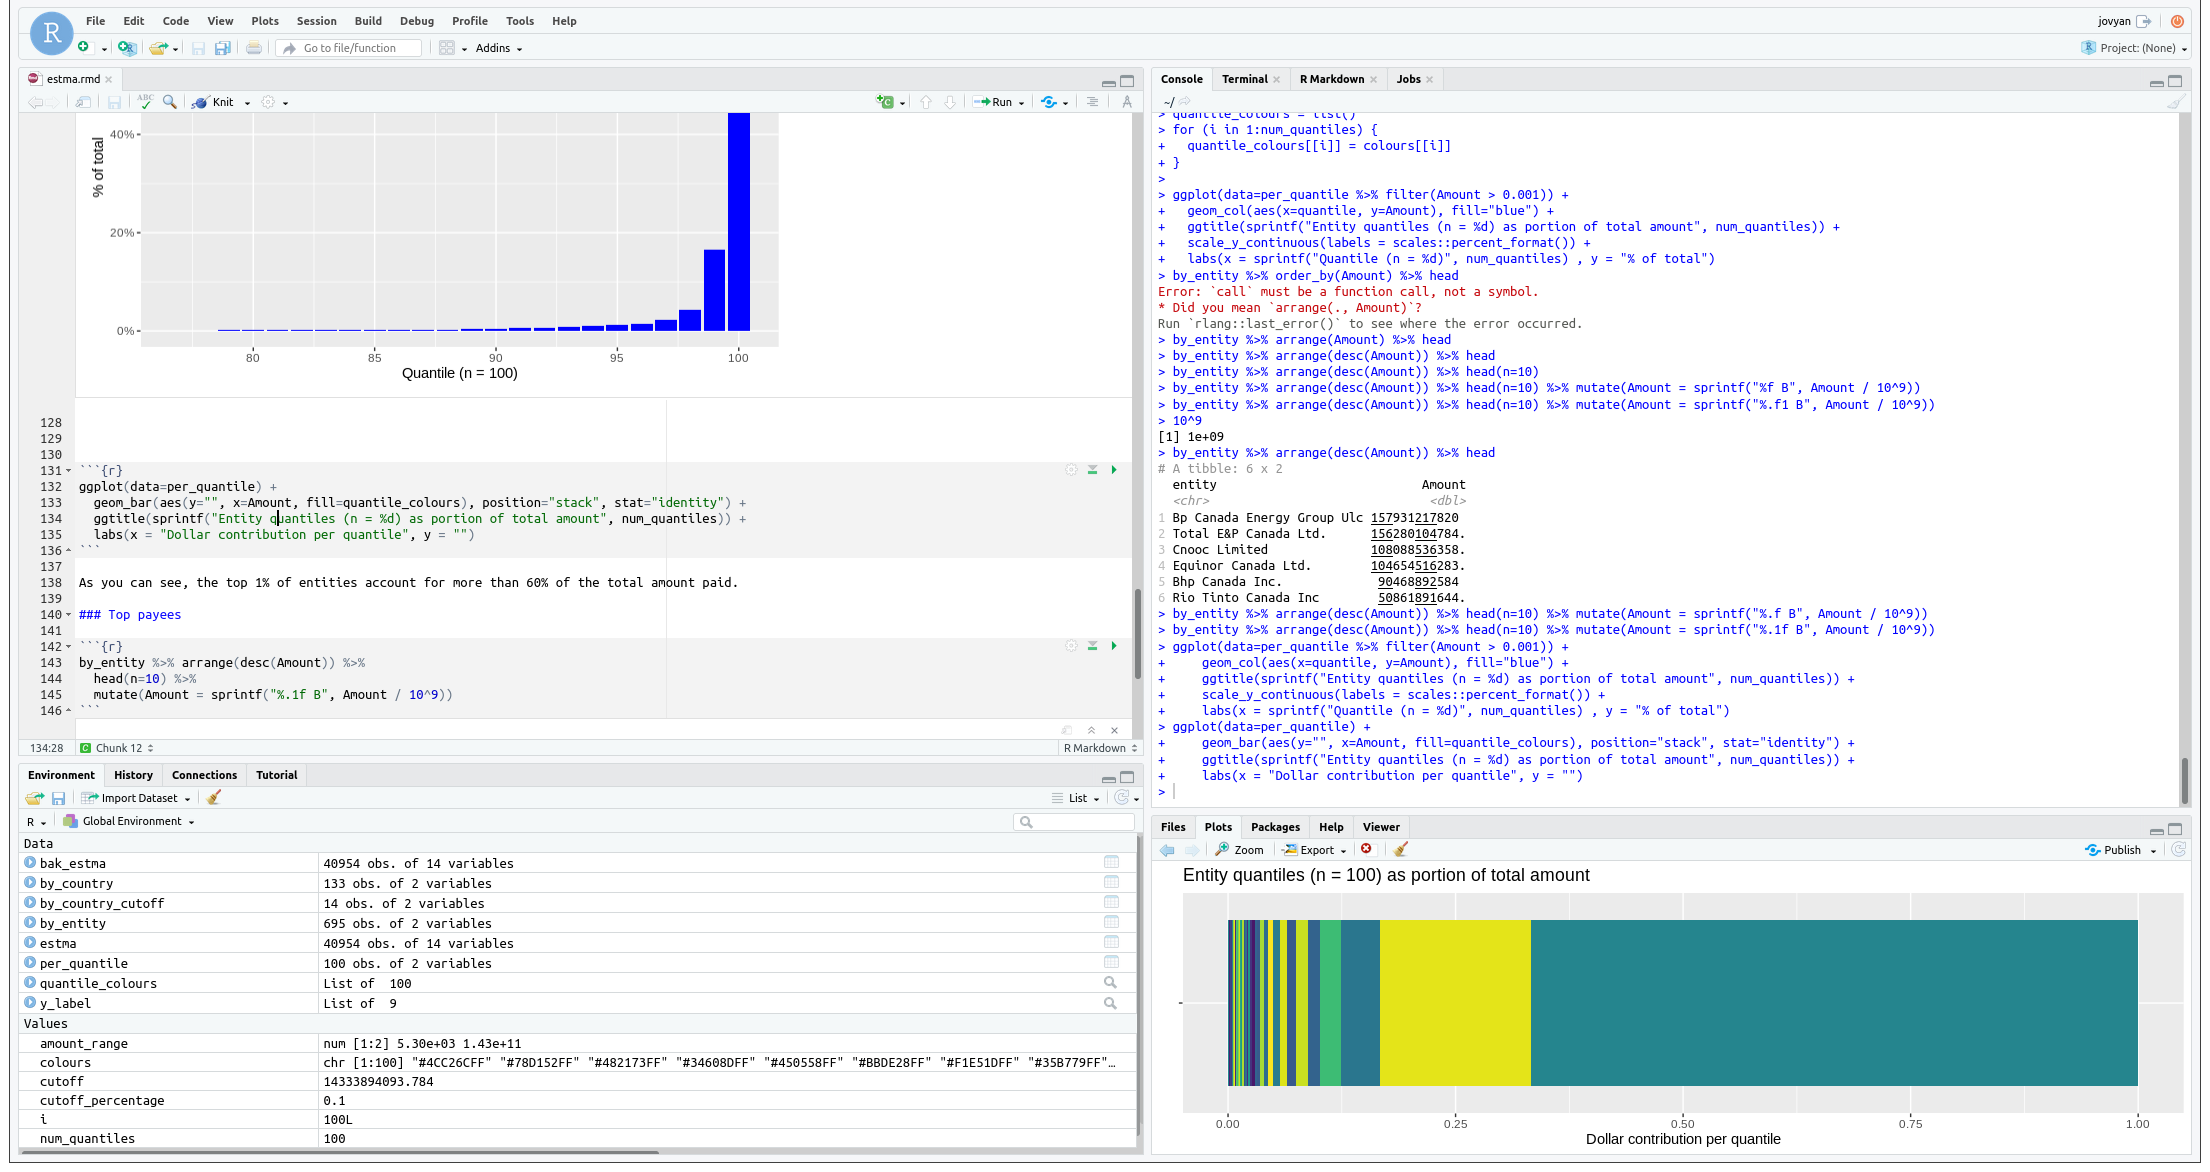 R
File Edit Code View Plots Session Build Debug Profile Tools Help
jovyan
Go to file/function
Addins
Project: (None)
estma.rmd
ABC
Knit
Run
40%
20%
0%
% of total
80 85 90 95 100
Quantile (n = 100)
128
129
130
131 ```{r}
132 ggplot(data=per_quantile) +
133   geom_bar(aes(y="", x=Amount, fill=quantile_colours), position="stack", stat="identity") +
134   ggtitle(sprintf("Entity quantiles (n = %d) as portion of total amount", num_quantiles)) +
135   labs(x = "Dollar contribution per quantile", y = "")
136 ```
137
138 As you can see, the top 1% of entities account for more than 60% of the total amount paid.
139
140 ### Top payees
141
142 ```{r}
143 by_entity %>% arrange(desc(Amount)) %>%
144   head(n=10) %>%
145   mutate(Amount = sprintf("%.1f B", Amount / 10^9))
146 ```
134:28 Chunk 12 R Markdown
Environment History Connections Tutorial
Import Dataset List
R Global Environment
Data
bak_estma 40954 obs. of 14 variables
by_country 133 obs. of 2 variables
by_country_cutoff 14 obs. of 2 variables
by_entity 695 obs. of 2 variables
estma 40954 obs. of 14 variables
per_quantile 100 obs. of 2 variables
quantile_colours List of 100
y_label List of 9
Values
amount_range num [1:2] 5.30e+03 1.43e+11
colours chr [1:100] "#4CC26CFF" "#78D152FF" "#482173FF" "#34608DFF" "#450558FF" "#BBDE28FF" "#F1E51DFF" "#35B779FF"…
cutoff 14333894093.784
cutoff_percentage 0.1
i 100L
num_quantiles 100
Console Terminal R Markdown Jobs
~/
> quantile_colours = list()
> for (i in 1:num_quantiles) {
+   quantile_colours[[i]] = colours[[i]]
+ }
>
> ggplot(data=per_quantile %>% filter(Amount > 0.001)) +
+   geom_col(aes(x=quantile, y=Amount), fill="blue") +
+   ggtitle(sprintf("Entity quantiles (n = %d) as portion of total amount", num_quantiles)) +
+   scale_y_continuous(labels = scales::percent_format()) +
+   labs(x = sprintf("Quantile (n = %d)", num_quantiles) , y = "% of total")
> by_entity %>% order_by(Amount) %>% head
Error: `call` must be a function call, not a symbol.
* Did you mean `arrange(., Amount)`?
Run `rlang::last_error()` to see where the error occurred.
> by_entity %>% arrange(Amount) %>% head
> by_entity %>% arrange(desc(Amount)) %>% head
> by_entity %>% arrange(desc(Amount)) %>% head(n=10)
> by_entity %>% arrange(desc(Amount)) %>% head(n=10) %>% mutate(Amount = sprintf("%f B", Amount / 10^9))
> by_entity %>% arrange(desc(Amount)) %>% head(n=10) %>% mutate(Amount = sprintf("%.f1 B", Amount / 10^9))
> 10^9
[1] 1e+09
> by_entity %>% arrange(desc(Amount)) %>% head
# A tibble: 6 x 2
  entity Amount
  <chr> <dbl>
1 Bp Canada Energy Group Ulc 157931217820
2 Total E&P Canada Ltd. 156280104784.
3 Cnooc Limited 108088536358.
4 Equinor Canada Ltd. 104654516283.
5 Bhp Canada Inc. 90468892584
6 Rio Tinto Canada Inc 50861891644.
> by_entity %>% arrange(desc(Amount)) %>% head(n=10) %>% mutate(Amount = sprintf("%.f B", Amount / 10^9))
> by_entity %>% arrange(desc(Amount)) %>% head(n=10) %>% mutate(Amount = sprintf("%.1f B", Amount / 10^9))
> ggplot(data=per_quantile %>% filter(Amount > 0.001)) +
+     geom_col(aes(x=quantile, y=Amount), fill="blue") +
+     ggtitle(sprintf("Entity quantiles (n = %d) as portion of total amount", num_quantiles)) +
+     scale_y_continuous(labels = scales::percent_format()) +
+     labs(x = sprintf("Quantile (n = %d)", num_quantiles) , y = "% of total")
> ggplot(data=per_quantile) +
+     geom_bar(aes(y="", x=Amount, fill=quantile_colours), position="stack", stat="identity") +
+     ggtitle(sprintf("Entity quantiles (n = %d) as portion of total amount", num_quantiles)) +
+     labs(x = "Dollar contribution per quantile", y = "")
>
Files Plots Packages Help Viewer
Zoom Export Publish
Entity quantiles (n = 100) as portion of total amount
0.00 0.25 0.50 0.75 1.00
Dollar contribution per quantile